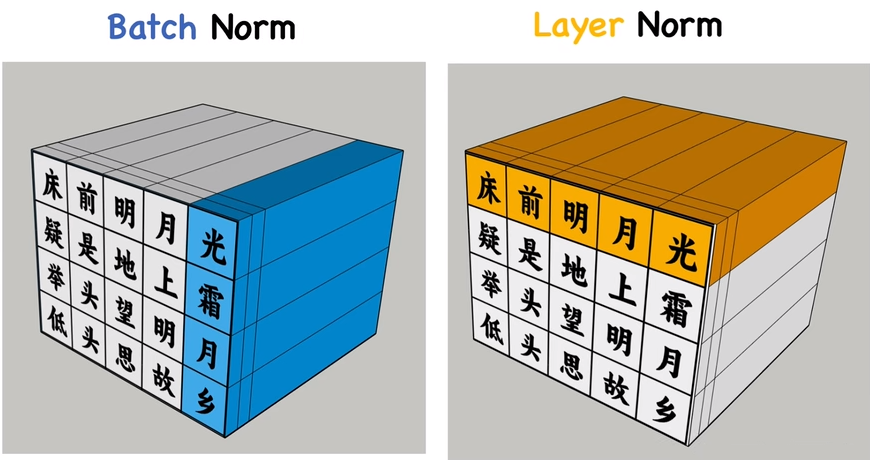 Batch Norm
Layer Norm
床前明月光
疑是地上霜
举头望明月
低头思故乡
床前明月光
疑是地上霜
举头望明月
低头思故乡